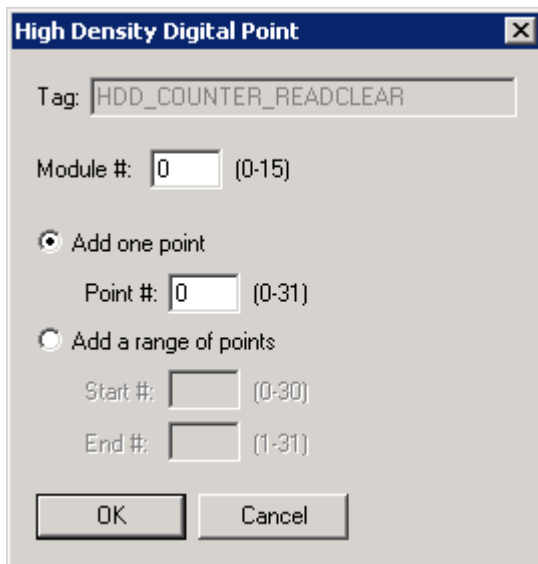 High Density Digital Point
Tag: HDD_COUNTER_READCLEAR
Module #: 0 (0-15)
Add one point
Point #: 0 (0-31)
Add a range of points
Start #: (0-30)
End #: (1-31)
OK Cancel